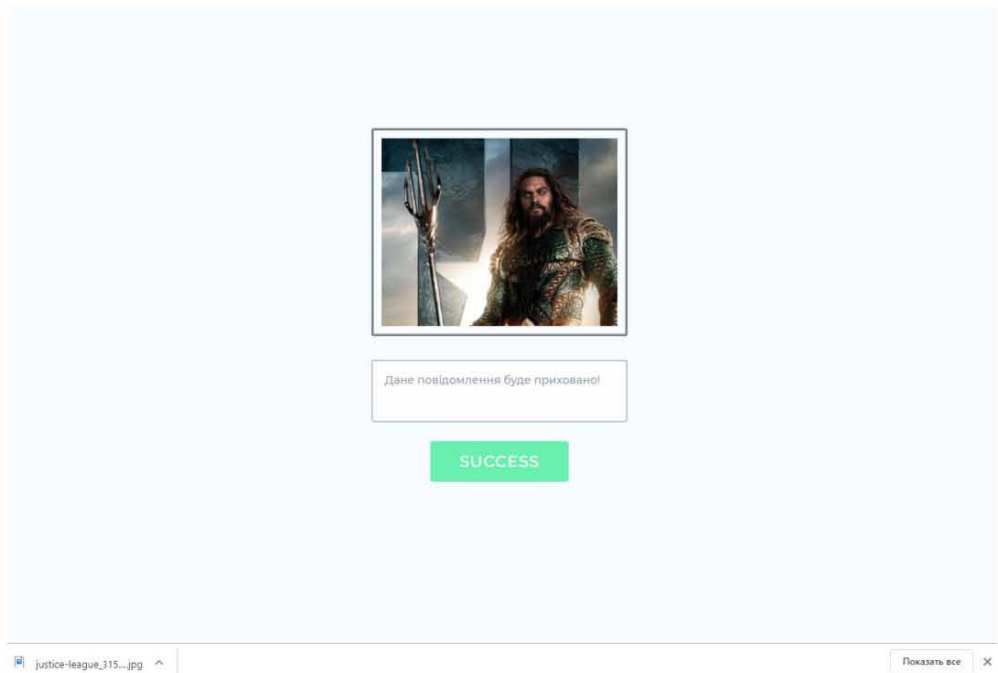 Дане повідомлення буде приховано!
SUCCESS
justice-league_315....jpg
Показать все